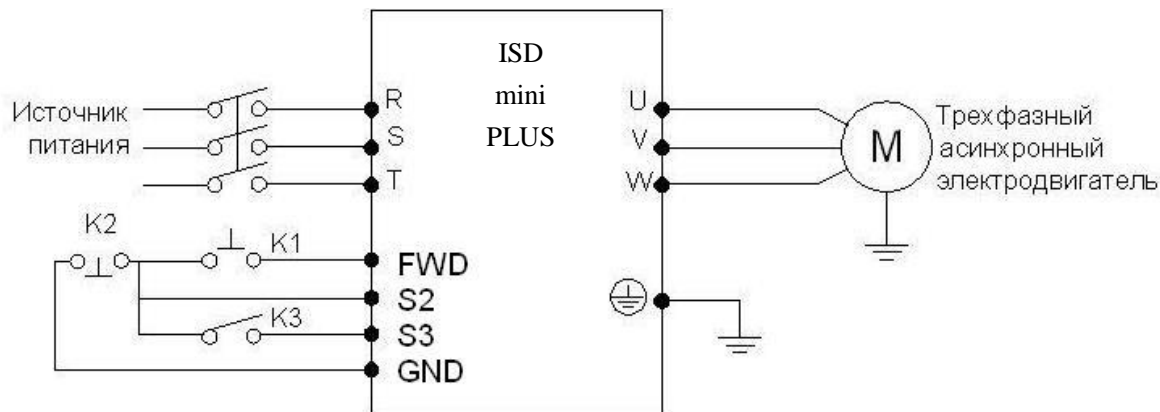 ISD
mini
PLUS
Источник
питания
R
S
T
U
V
W
M
Трехфазный
асинхронный
электродвигатель
K2
K1
K3
FWD
S2
S3
GND